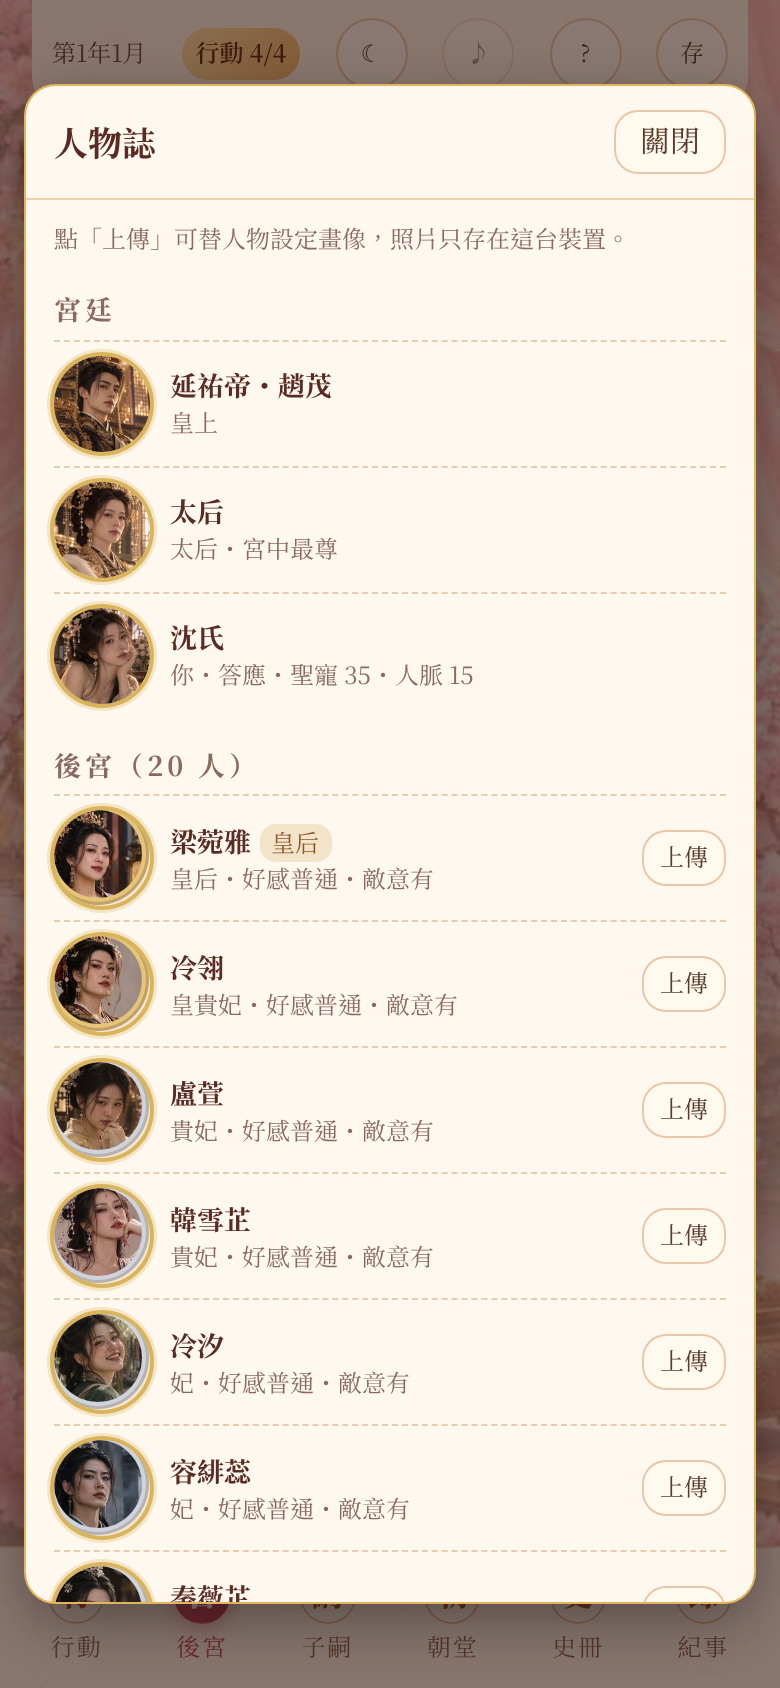 第1年1月 行動 4/4 ☾ ♪ ? 存
人物誌 關閉
點「上傳」可替人物設定畫像，照片只存在這台裝置。
宮廷
延祐帝・趙茂
皇上
太后
太后・宮中最尊
沈氏
你・答應・聖寵 35・人脈 15
後宮（20 人）
梁菀雅 皇后
皇后・好感普通・敵意有
上傳
冷翎
皇貴妃・好感普通・敵意有
上傳
盧萱
貴妃・好感普通・敵意有
上傳
韓雪芷
貴妃・好感普通・敵意有
上傳
冷汐
妃・好感普通・敵意有
上傳
容緋蕊
妃・好感普通・敵意有
上傳
秦薇芷
行動 後宮 子嗣 朝堂 史冊 紀事